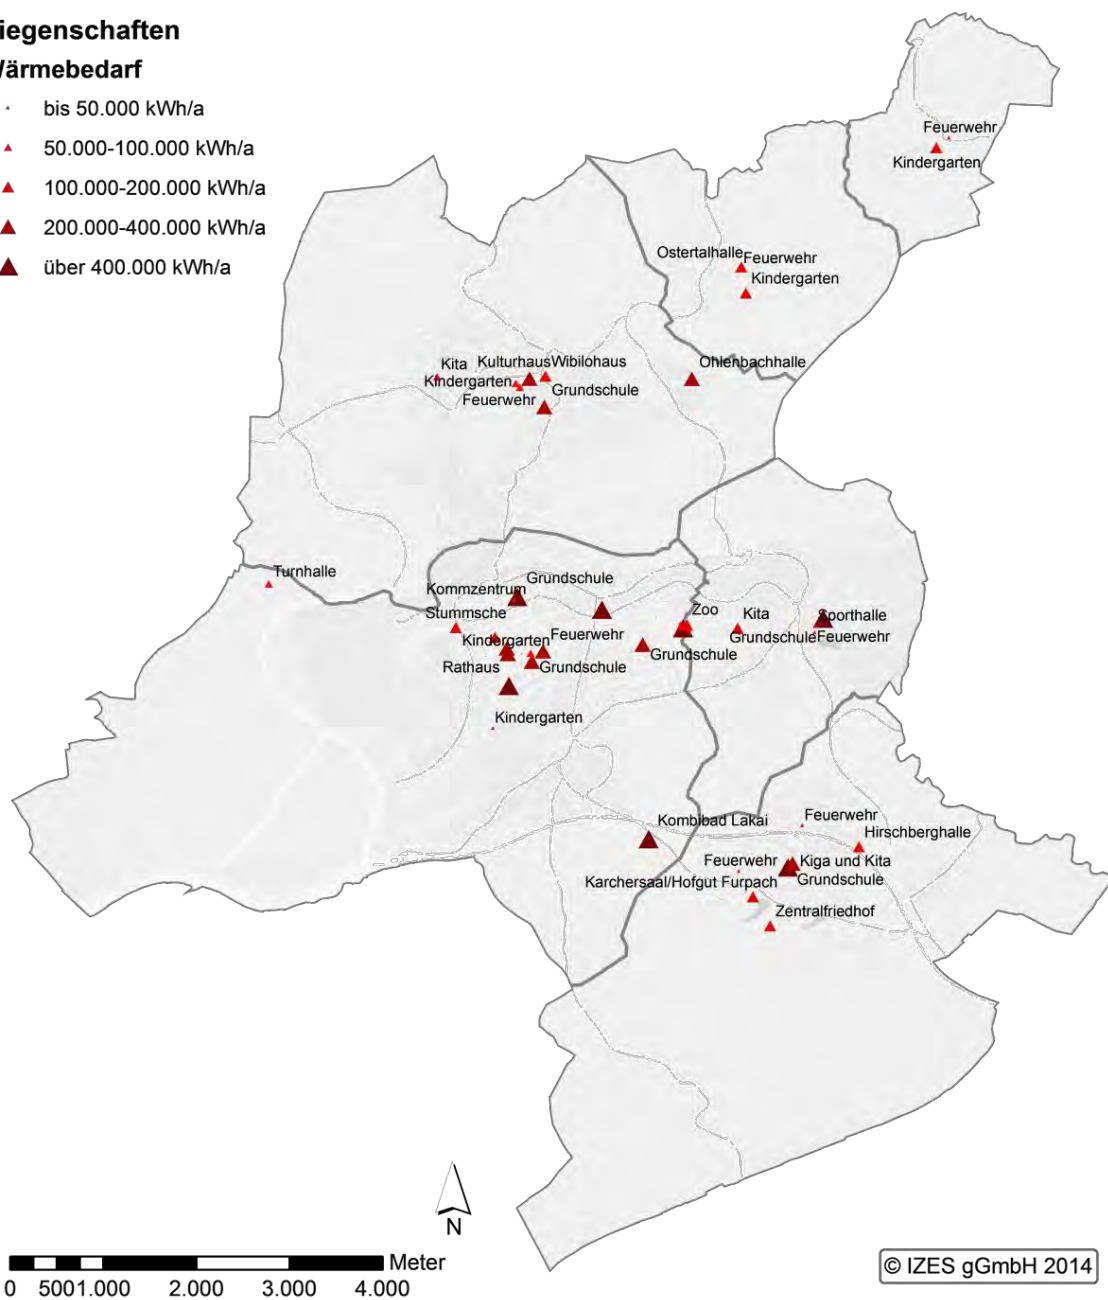 iegenschaften
Värmebedarf
bis 50.000 kWh/a
50.000-100.000 kWh/a
100.000-200.000 kWh/a
200.000-400.000 kWh/a
über 400.000 kWh/a
Feuerwehr
Kindergarten
Ostertalhalle
Feuerwehr
Kindergarten
Kita
Kulturhaus
Wibilohaus
Ohlenbachhalle
Kindergarten
Grundschule
Feuerwehr
Turnhalle
Grundschule
Kommzentrum
Stummsche
Zoo
Kita
Sporthalle
Kindergarten
Feuerwehr
Grundschule
Feuerwehr
Grundschule
Rathaus
Grundschule
Kindergarten
Kombibad Lakai
Feuerwehr
Hirschberghalle
Feuerwehr
Kiga und Kita
Karchersaal/Hofgut Furpach
Grundschule
Zentralfriedhof
N
Meter
0 500 1.000 2.000 3.000 4.000
© IZES gGmbH 2014